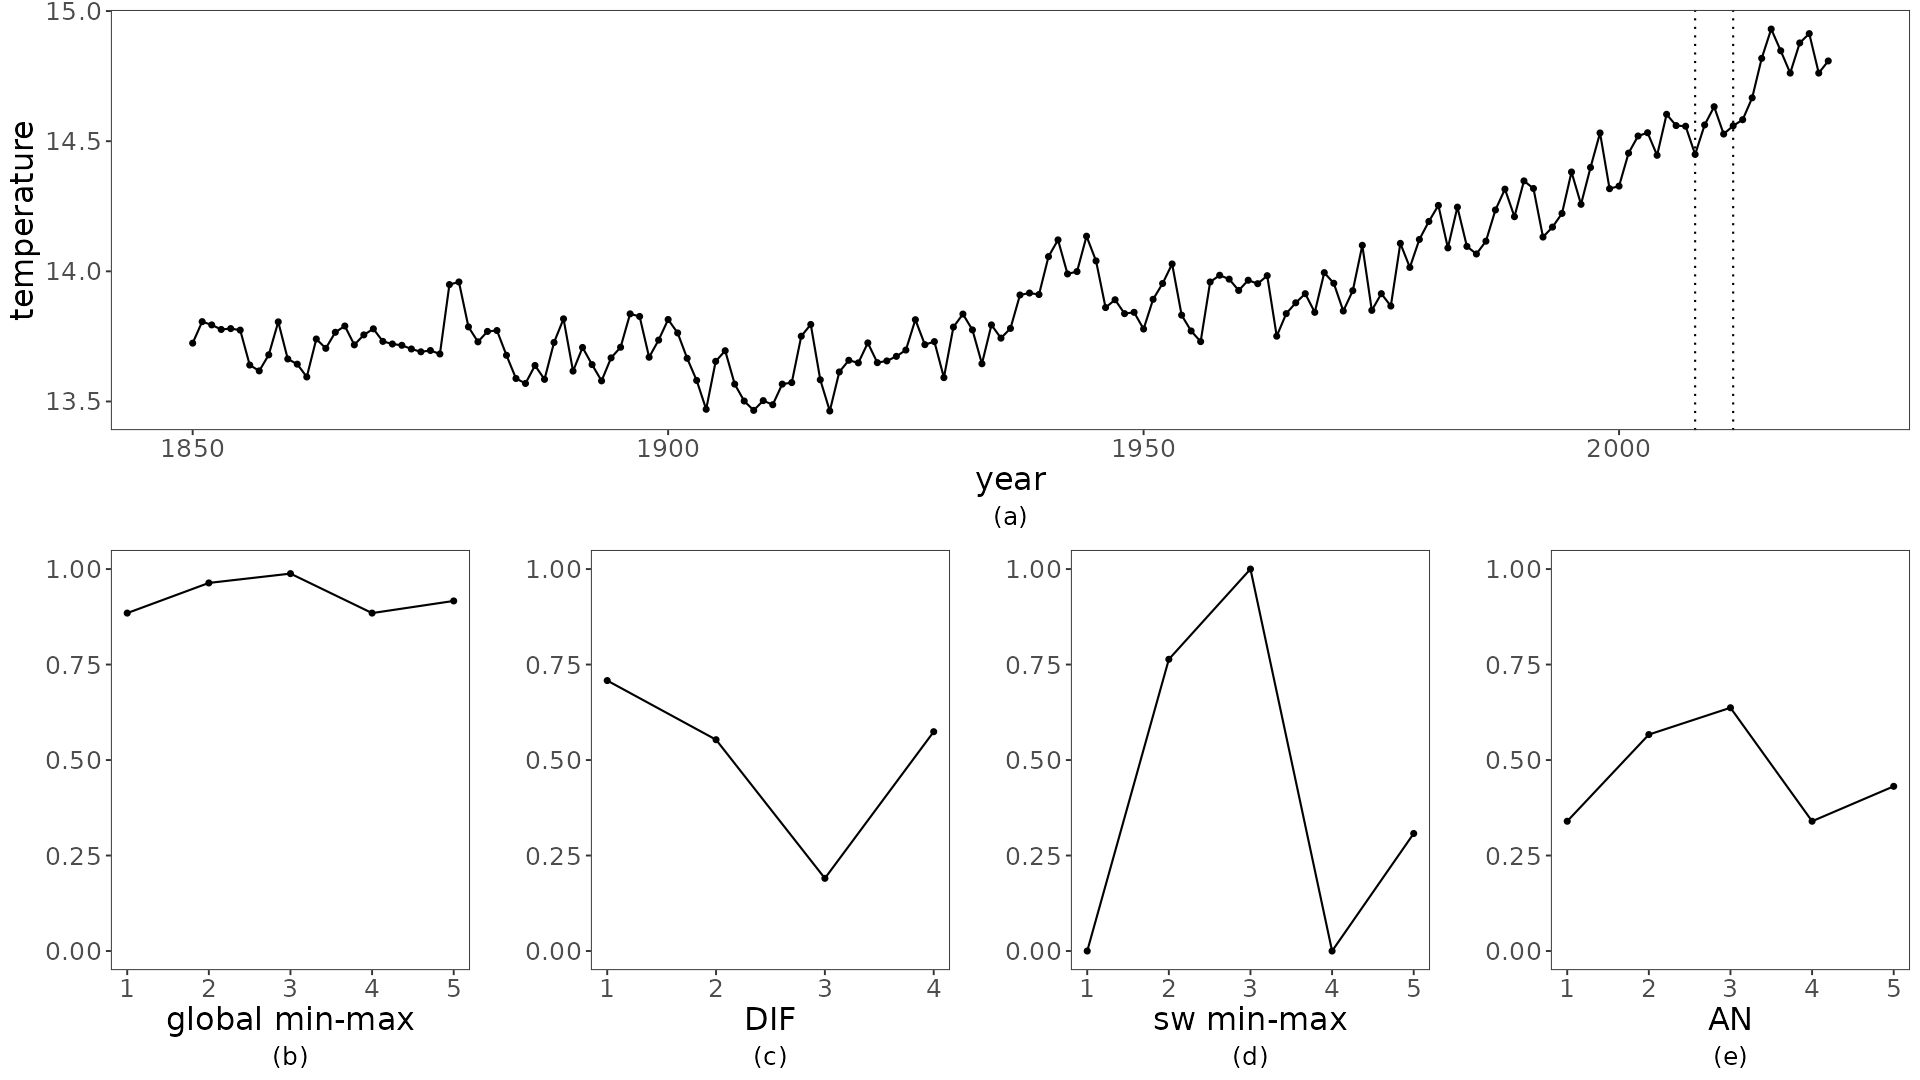 15.0
14.5
14.0
13.5
temperature
1850 1900 1950 2000
year
(a)
1.00 1.00 1.00 1.00
0.75 0.75 0.75 0.75
0.50 0.50 0.50 0.50
0.25 0.25 0.25 0.25
0.00 0.00 0.00 0.00
1 2 3 4 5 1 2 3 4 1 2 3 4 5 1 2 3 4 5
global min-max DIF sw min-max AN
(b) (c) (d) (e)